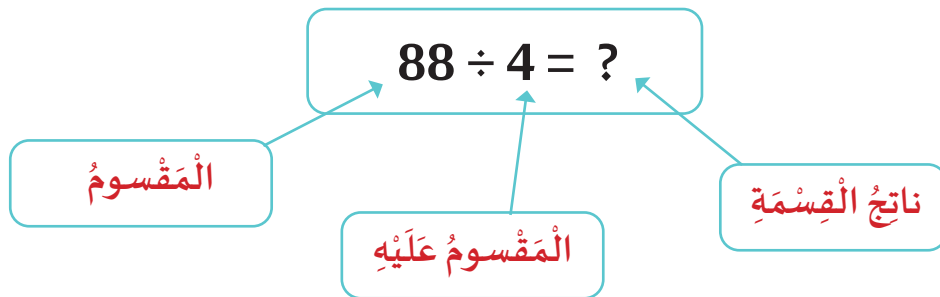 88 ÷ 4 = ?
الْمَقْسومُ
الْمَقْسومُ عَلَيْهِ
ناتِجُ الْقِسْمَةِ